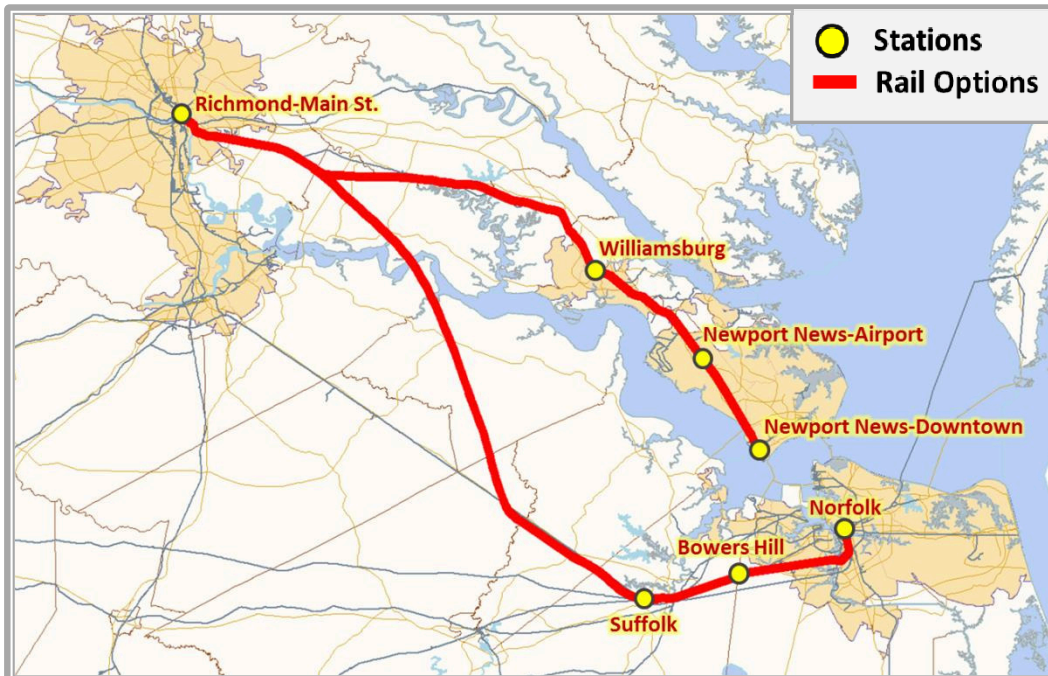 Stations
Rail Options
Richmond-Main St.
Williamsburg
Newport News-Airport
Newport News-Downtown
Norfolk
Bowers Hill
Suffolk